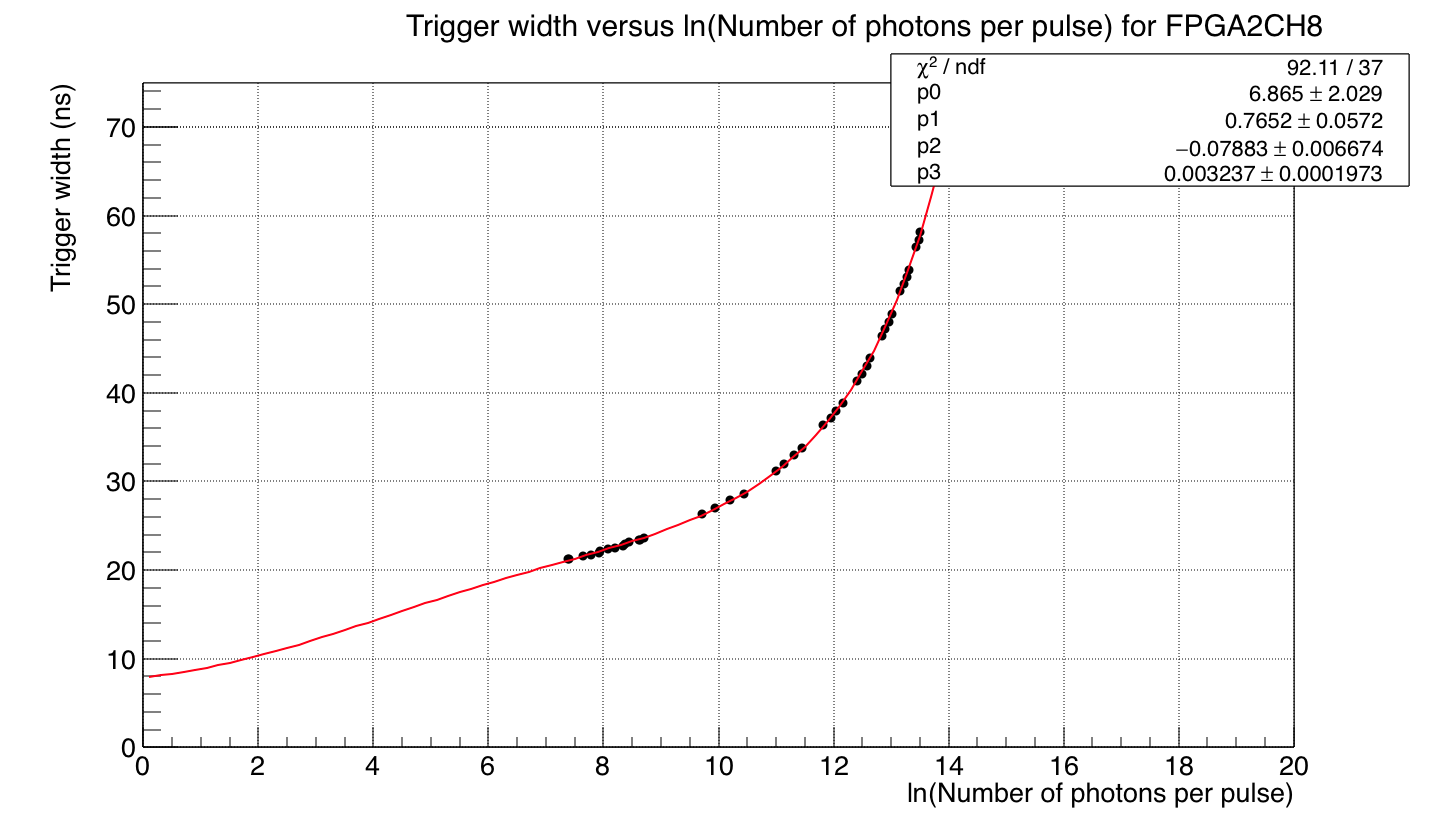 Trigger width versus ln(Number of photons per pulse) for FPGA2CH8
χ² / ndf 92.11 / 37
p0 6.865 ± 2.029
p1 0.7652 ± 0.0572
p2 −0.07883 ± 0.006674
p3 0.003237 ± 0.0001973
Trigger width (ns)
70
60
50
40
30
20
10
0
0 2 4 6 8 10 12 14 16 18 20
ln(Number of photons per pulse)